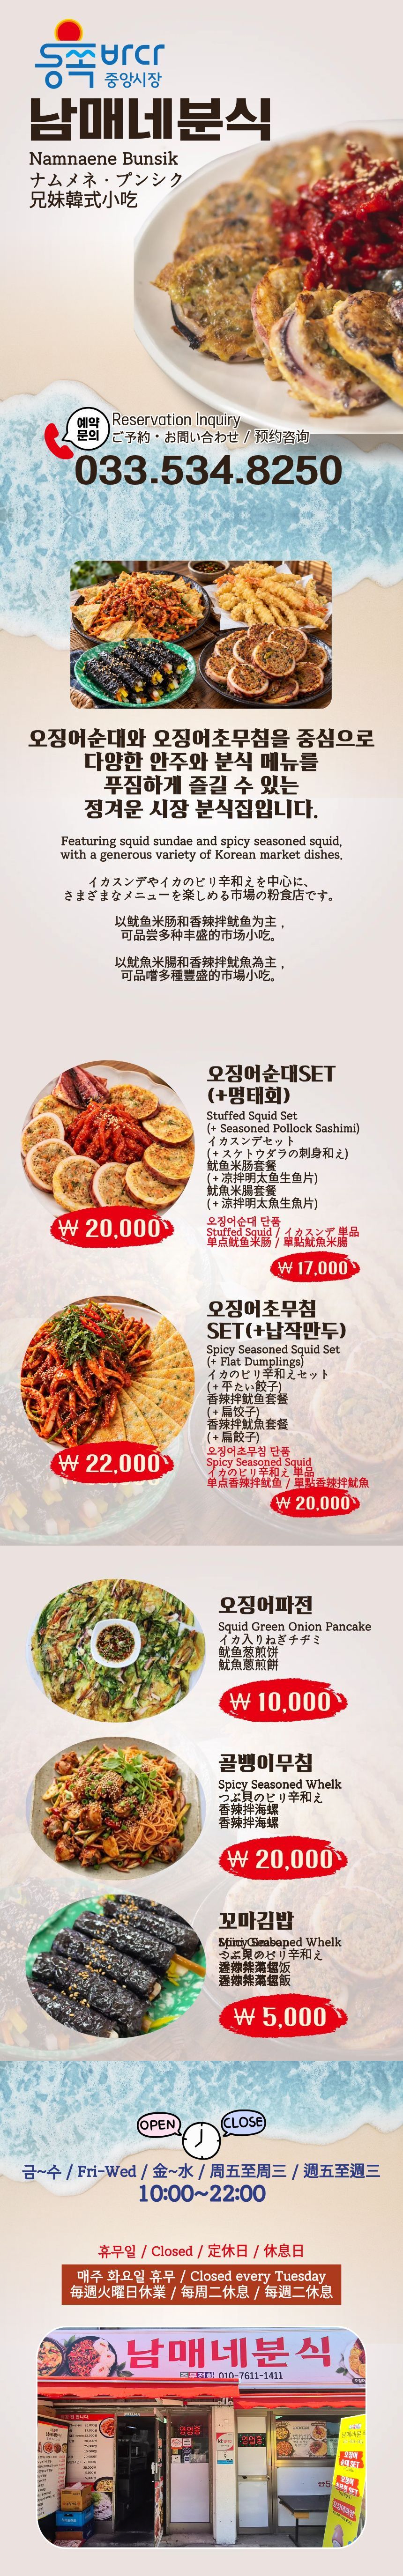 동쪽바다
중앙시장
남매네분식
Namnaene Bunsik
ナムメネ・プンシク
兄妹韓式小吃
예약
문의
Reservation Inquiry
ご予約・お問い合わせ / 预约咨询
033.534.8250
오징어순대와 오징어초무침을 중심으로
다양한 안주와 분식 메뉴를
푸짐하게 즐길 수 있는
정겨운 시장 분식집입니다.
Featuring squid sundae and spicy seasoned squid,
with a generous variety of Korean market dishes.
イカスンデやイカのピリ辛和えを中心に、
さまざまなメニューを楽しめる市場の粉食店です。
以鱿鱼米肠和香辣拌鱿鱼为主，
可品尝多种丰盛的市场小吃。
以魷魚米腸和香辣拌魷魚為主，
可品嚐多種豐盛的市場小吃。
오징어순대SET
(+명태회)
Stuffed Squid Set
(+ Seasoned Pollock Sashimi)
イカスンデセット
(+スケトウダラの刺身和え)
鱿鱼米肠套餐
(+凉拌明太鱼生鱼片)
魷魚米腸套餐
(+涼拌明太魚生魚片)
₩ 20,000
오징어순대 단품
Stuffed Squid / イカスンデ 単品
单点鱿鱼米肠 / 單點魷魚米腸
₩ 17,000
오징어초무침
SET(+납작만두)
Spicy Seasoned Squid Set
(+ Flat Dumplings)
イカのピリ辛和えセット
(+平たい餃子)
香辣拌鱿鱼套餐
(+扁饺子)
香辣拌魷魚套餐
(+扁餃子)
₩ 22,000
오징어초무침 단품
Spicy Seasoned Squid
イカのピリ辛和え 単品
单点香辣拌鱿鱼 / 單點香辣拌魷魚
₩ 20,000
오징어파전
Squid Green Onion Pancake
イカ入りねぎチヂミ
鱿鱼葱煎饼
魷魚蔥煎餅
₩ 10,000
골뱅이무침
Spicy Seasoned Whelk
つぶ貝のピリ辛和え
香辣拌海螺
香辣拌海螺
₩ 20,000
꼬마김밥
Seasoned Whelk
ピリ辛和え
₩ 5,000
OPEN
CLOSE
금~수 / Fri-Wed / 金~水 / 周五至周三 / 週五至週三
10:00~22:00
휴무일 / Closed / 定休日 / 休息日
매주 화요일 휴무 / Closed every Tuesday
毎週火曜日休業 / 每周二休息 / 每週二休息
남매네분식
010-7611-1411
영업중